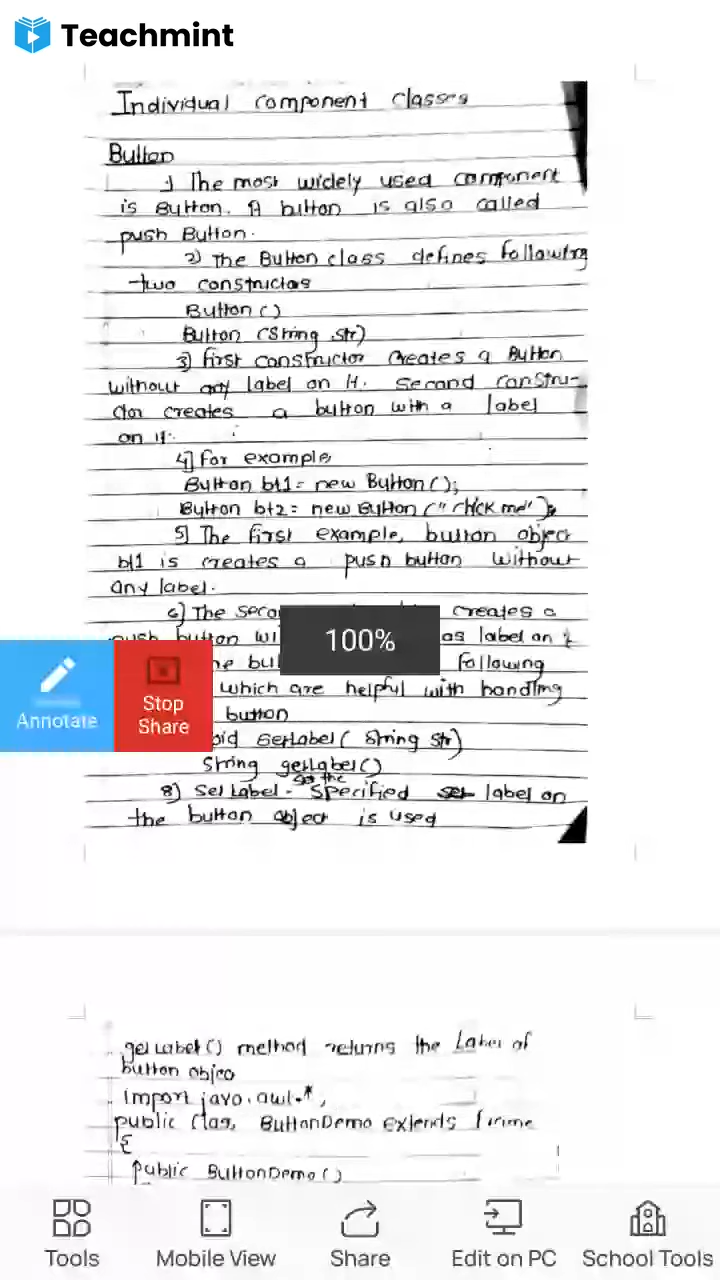 Teachmint
Individual component classes
Button
1) The most widely used component
is Button. A button is also called
push Button.
2) The Button class defines following
two constructos
Button ()
Button (String str)
3) first constructor creates a Button
without any label on it. Second constru-
ctor creates a button with a label
on it.
4] for example
Button bt1 = new Button();
Button bt2 = new Button ("click me");
5] The first example, button object
bt1 is creates a push button without
any label.
6] The creates a
push button as label on it
100%
following
which are helpful with handling
button
Annotate
Stop
Share
SetLabel ( String str)
String getLabel()
8) SetLabel - Set the specified label on
the button object is used
getLabel() method returns the Label of
button objec
import java.awt.*;
public class ButtonDemo extends frame
{
public ButtonDemo()
Tools
Mobile View
Share
Edit on PC
School Tools